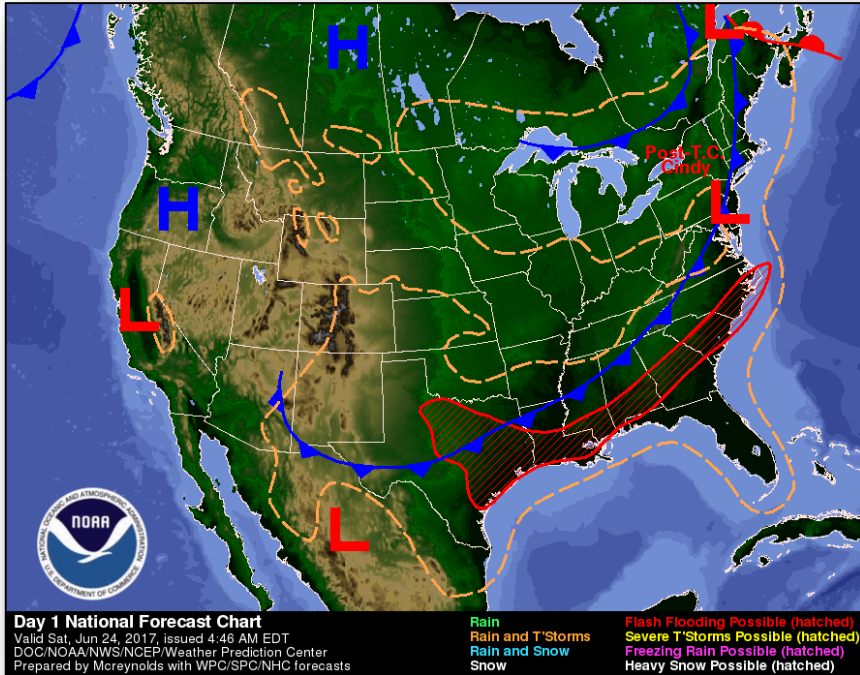 L
H
Post-T.C.
Cindy
H
L
L
L
NATIONAL OCEANIC AND ATMOSPHERIC ADMINISTRATION
NOAA
U.S. DEPARTMENT OF COMMERCE
Day 1 National Forecast Chart
Valid Sat, Jun 24, 2017, issued 4:46 AM EDT
DOC/NOAA/NWS/NCEP/Weather Prediction Center
Prepared by Mcreynolds with WPC/SPC/NHC forecasts
Rain
Rain and T'Storms
Rain and Snow
Snow
Flash Flooding Possible (hatched)
Severe T'Storms Possible (hatched)
Freezing Rain Possible (hatched)
Heavy Snow Possible (hatched)